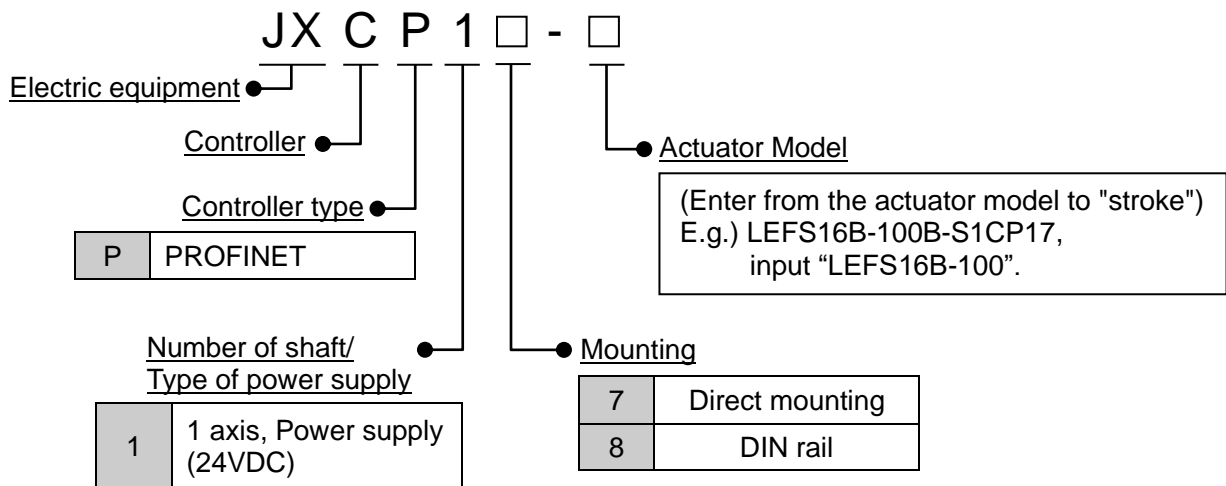 JX C P 1 □ - □
Electric equipment
Controller
Actuator Model
(Enter from the actuator model to "stroke")
E.g.) LEFS16B-100B-S1CP17,
input “LEFS16B-100”.
Controller type
P PROFINET
Number of shaft/
Type of power supply
1 1 axis, Power supply
(24VDC)
Mounting
7 Direct mounting
8 DIN rail